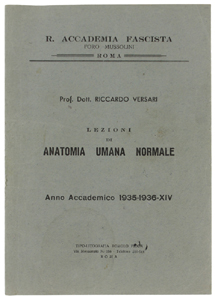 R. ACCADEMIA FASCISTA
FORO MUSSOLINI
ROMA
Prof. Dott. RICCARDO VERSARI
LEZIONI
DI
ANATOMIA UMANA NORMALE
Anno Accademico 1935-1936-XIV
ROMA